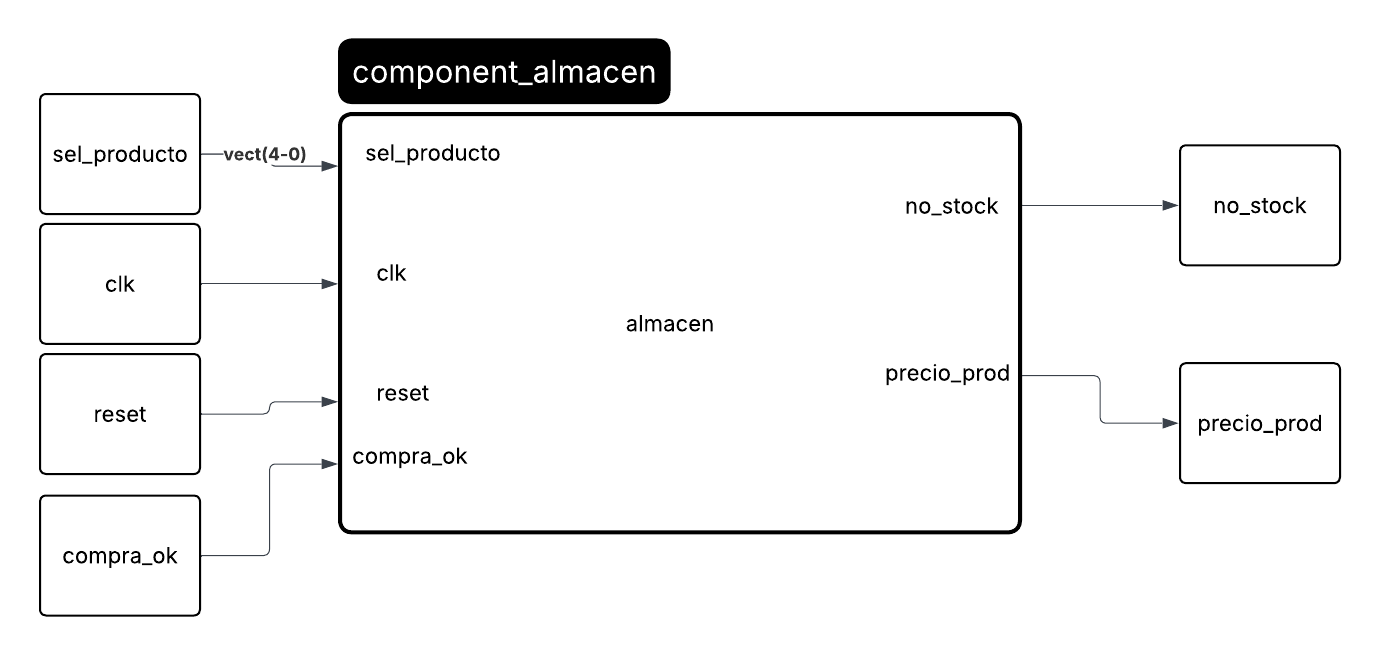 component_almacen
sel_producto
vect(4-0)
sel_producto
no_stock
no_stock
clk
clk
almacen
precio_prod
precio_prod
reset
reset
compra_ok
compra_ok